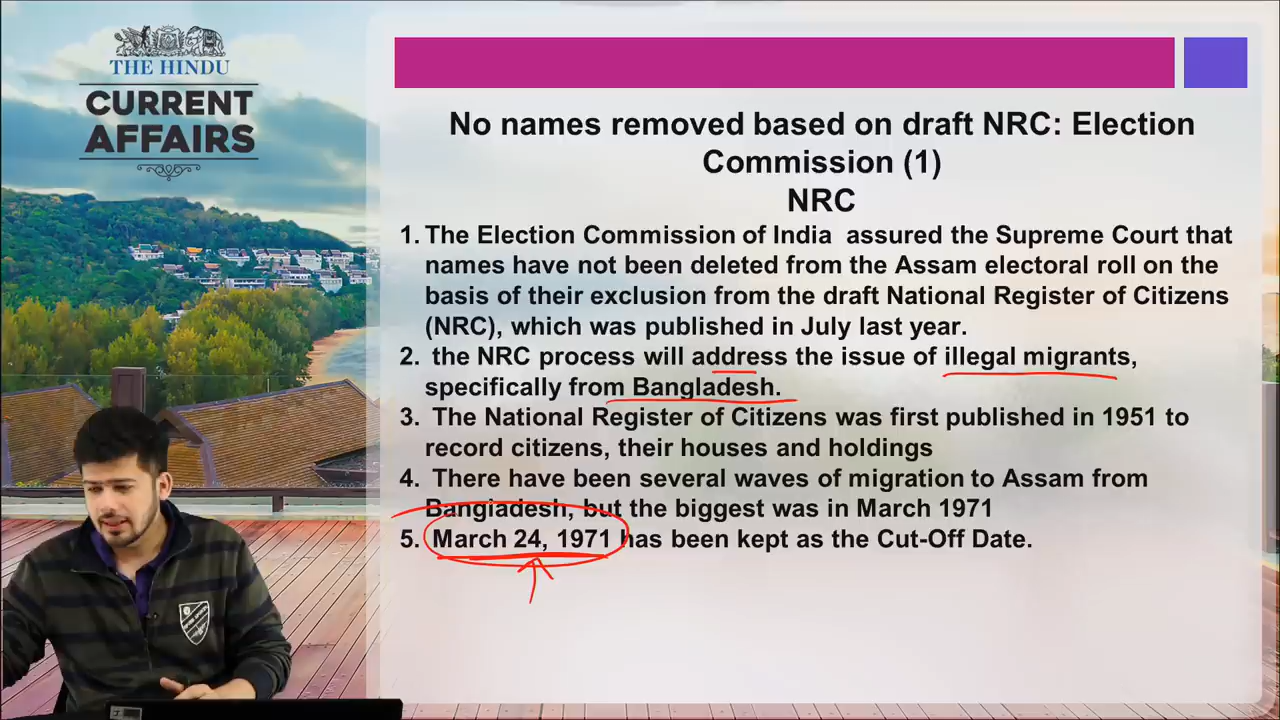 THE HINDU
CURRENT
AFFAIRS
No names removed based on draft NRC: Election
Commission (1)
NRC
1. The Election Commission of India assured the Supreme Court that
names have not been deleted from the Assam electoral roll on the
basis of their exclusion from the draft National Register of Citizens
(NRC), which was published in July last year.
2. the NRC process will address the issue of illegal migrants,
specifically from Bangladesh.
3. The National Register of Citizens was first published in 1951 to
record citizens, their houses and holdings
4. There have been several waves of migration to Assam from
Bangladesh, but the biggest was in March 1971
5. March 24, 1971 has been kept as the Cut-Off Date.